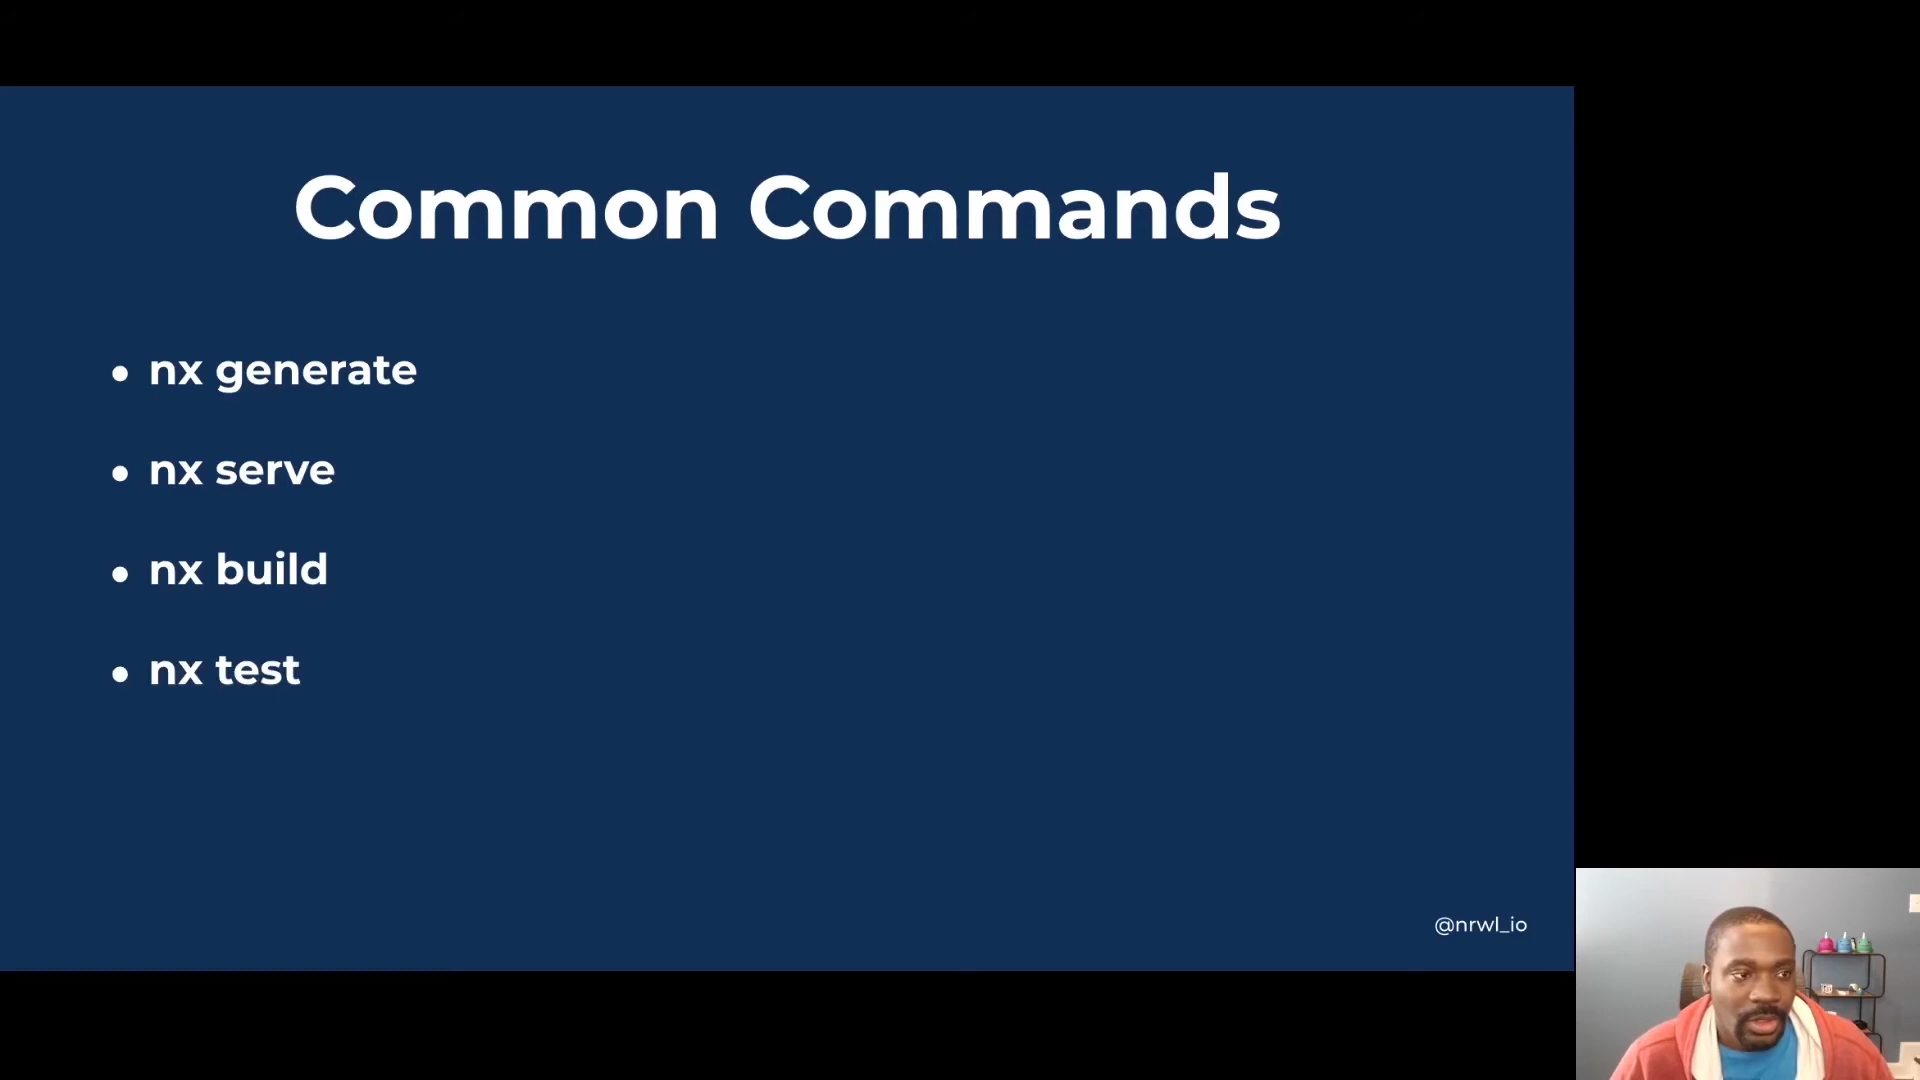 Common Commands
• nx generate
• nx serve
• nx build
• nx test
@nrwl_io